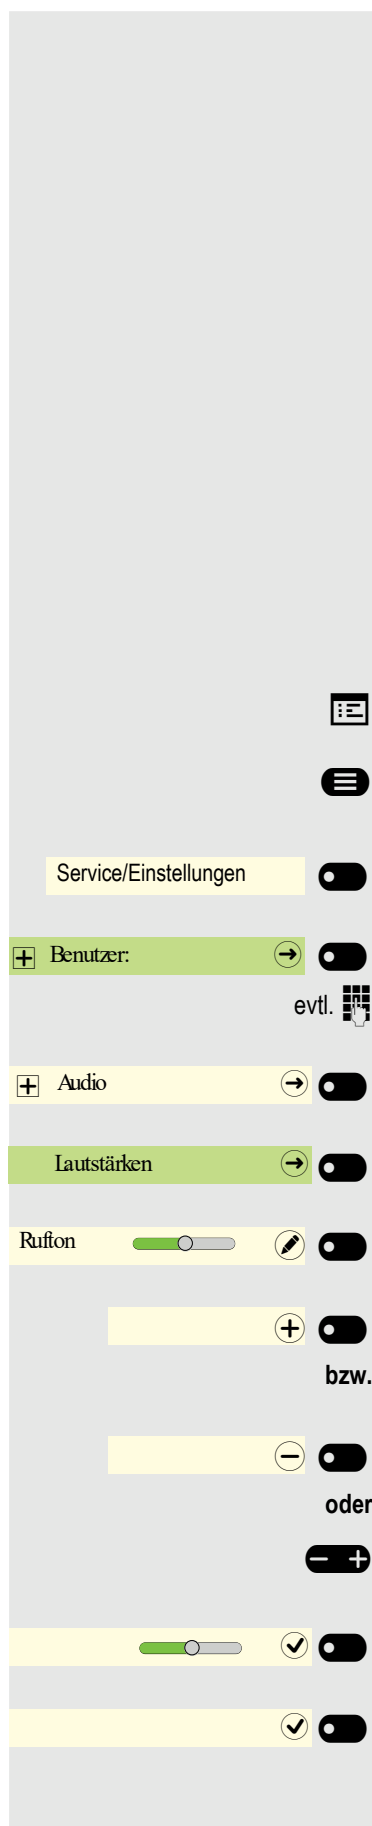 Service/Einstellungen
Benutzer:
evtl.
Audio
Lautstärken
Rufton
bzw.
oder